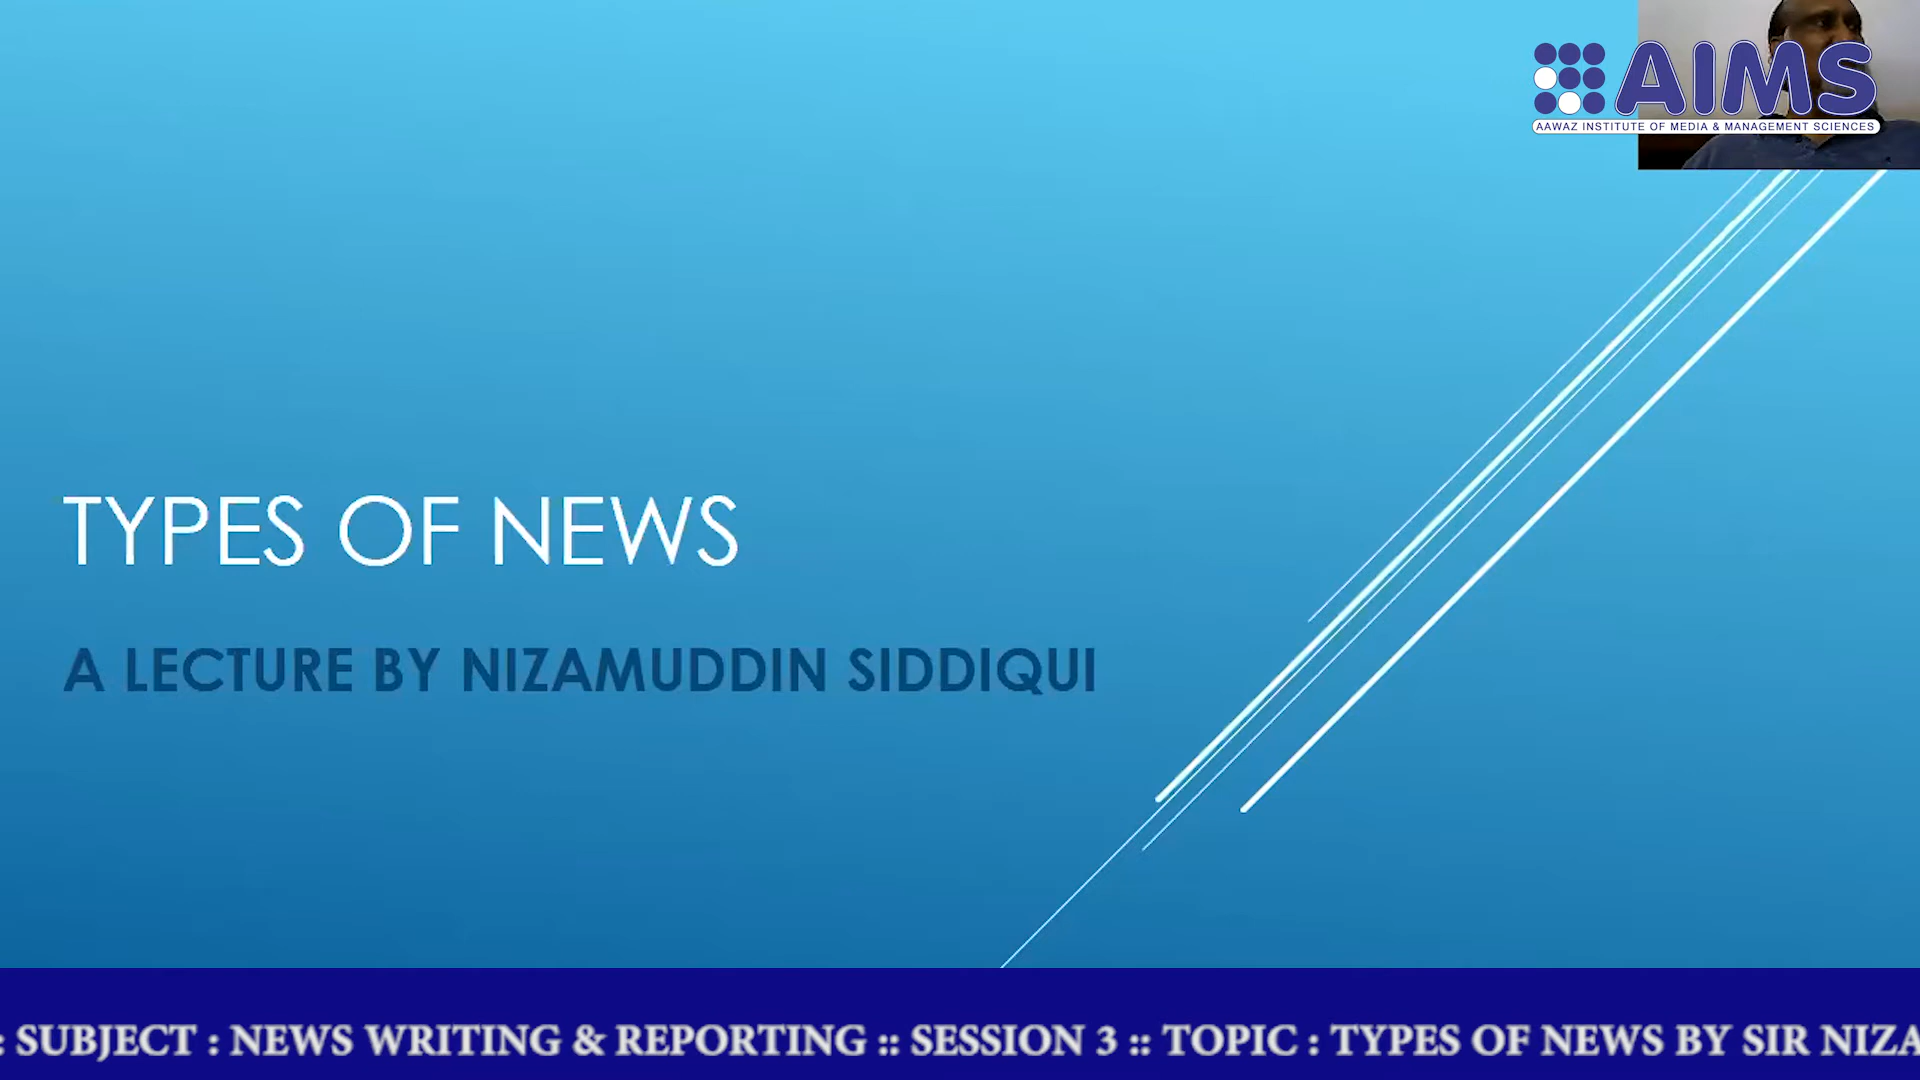 AIMS
AAWAZ INSTITUTE OF MEDIA & MANAGEMENT SCIENCES
TYPES OF NEWS
A LECTURE BY NIZAMUDDIN SIDDIQUI
: SUBJECT : NEWS WRITING & REPORTING :: SESSION 3 :: TOPIC : TYPES OF NEWS BY SIR NIZA